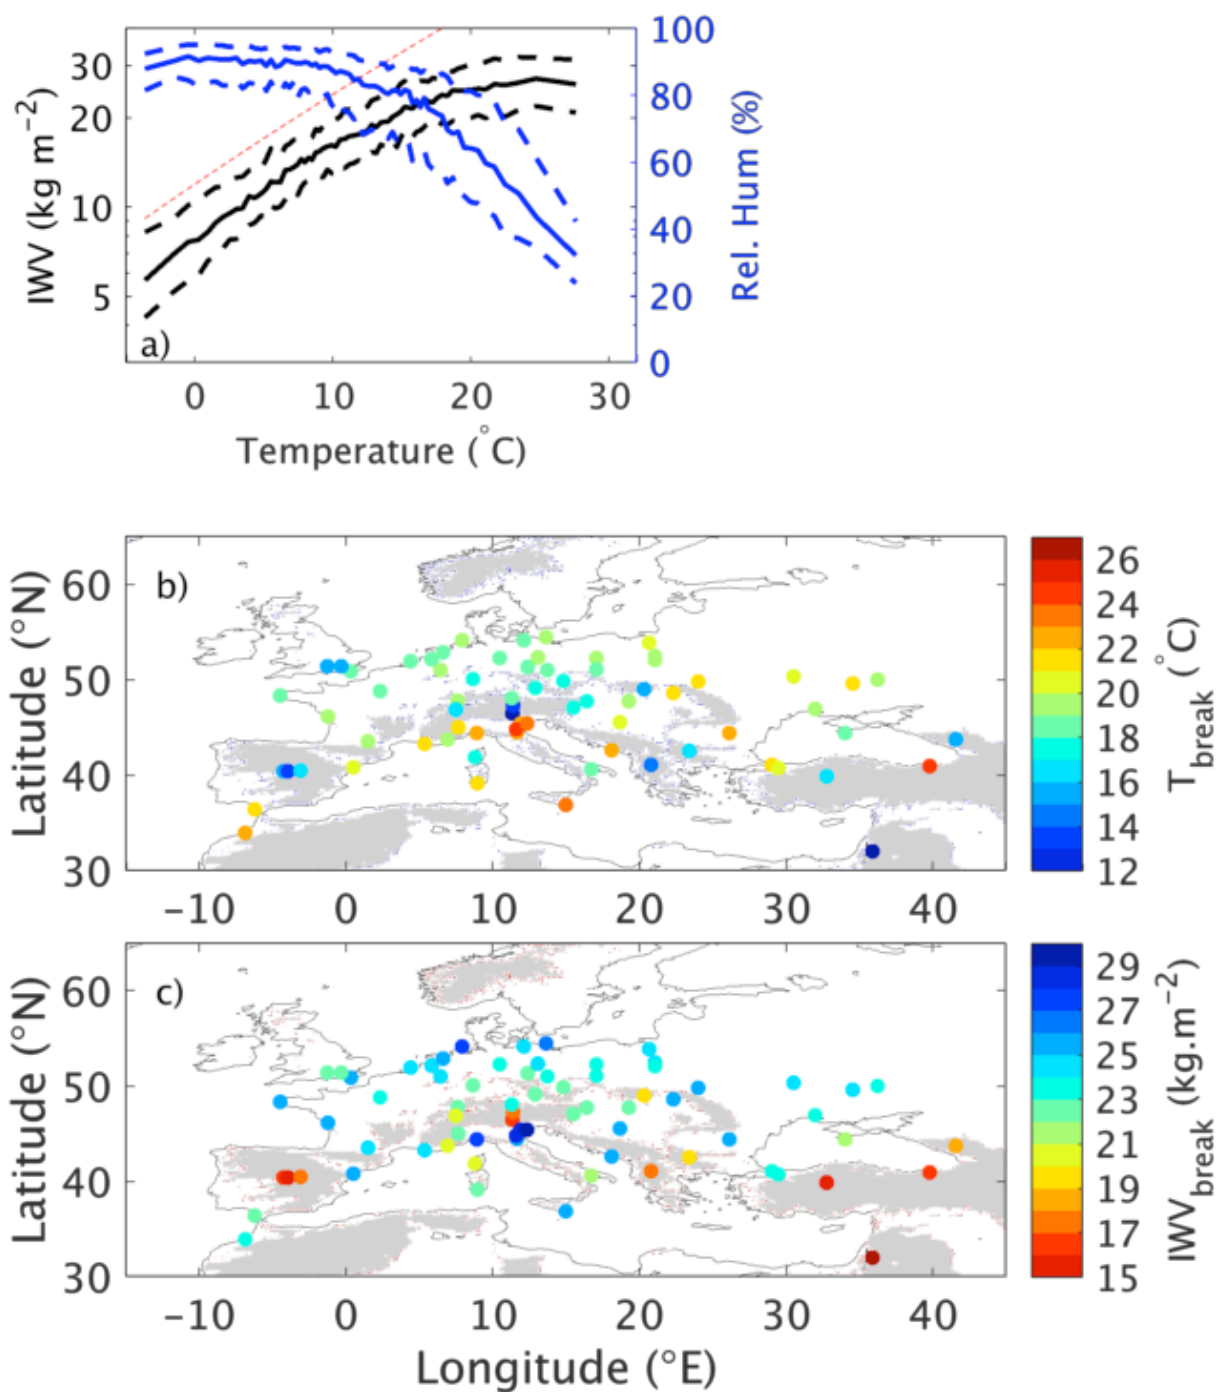 100
30
80
20
60
10
40
5
20
0
IWV (kg m⁻²)
Rel. Hum (%)
a)
0 10 20 30
Temperature (°C)
b)
60
50
40
30
Latitude (°N)
−10 0 10 20 30 40
26
24
22
20
18
16
14
12
T_break (°C)
c)
60
50
40
30
Latitude (°N)
−10 0 10 20 30 40
Longitude (°E)
29
27
25
23
21
19
17
15
IWV_break (kg.m⁻²)